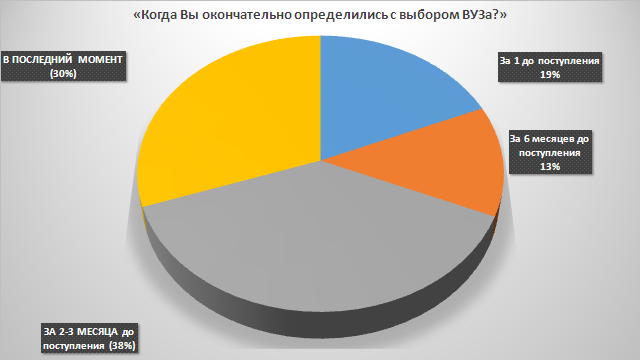 «Когда Вы окончательно определились с выбором ВУЗа?»
В ПОСЛЕДНИЙ МОМЕНТ
(30%)
За 1 до поступления
19%
За 6 месяцев до
поступления
13%
ЗА 2-3 МЕСЯЦА до
поступления (38%)